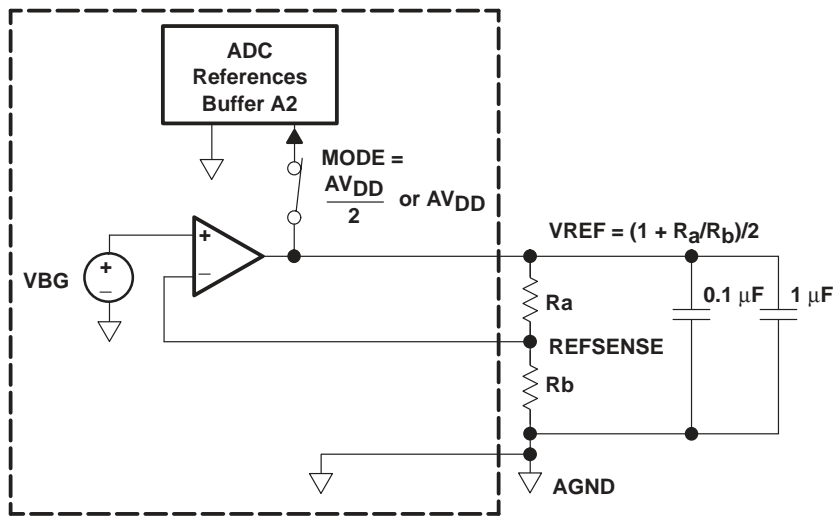 ADC
References
Buffer A2
MODE =
AVDD
2
or AVDD
VREF = (1 + Ra/Rb)/2
+
−
VBG
+
−
Ra
0.1 μF
1 μF
REFSENSE
Rb
AGND